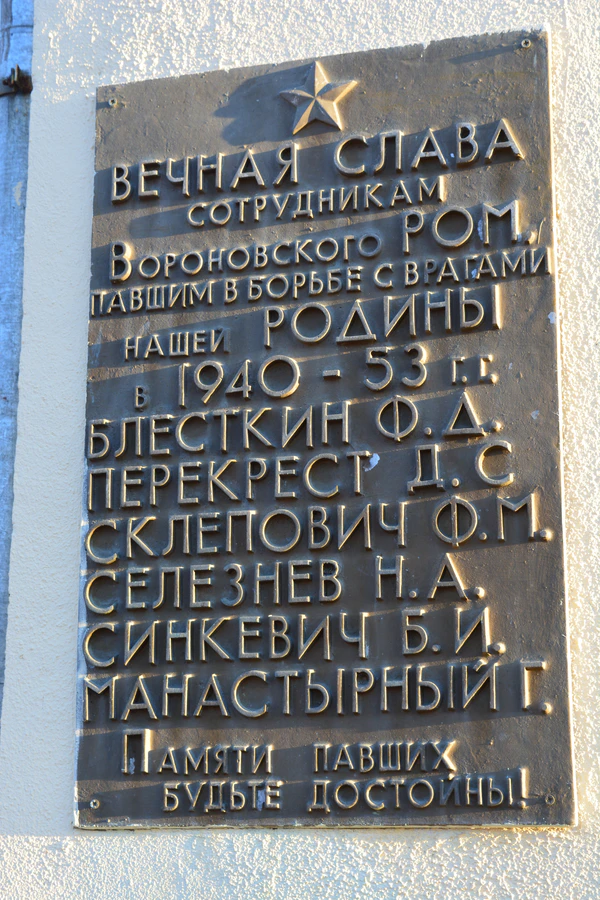 ВЕЧНАЯ СЛАВА
СОТРУДНИКАМ
ВОРОНОВСКОГО РОМ.,
ПАВШИМ В БОРЬБЕ С ВРАГАМИ
НАШЕЙ РОДИНЫ
В 1940-53 г.г.
БЛЕСТКИН Ф.Д.
ПЕРЕКРЕСТ Д.С
СКЛЕПОВИЧ Ф.М.
СЕЛЕЗНЕВ Н.А.
СИНКЕВИЧ Б.И.
МАНАСТЫРНЫЙ Г.
ПАМЯТИ ПАВШИХ
БУДЬТЕ ДОСТОЙНЫ!